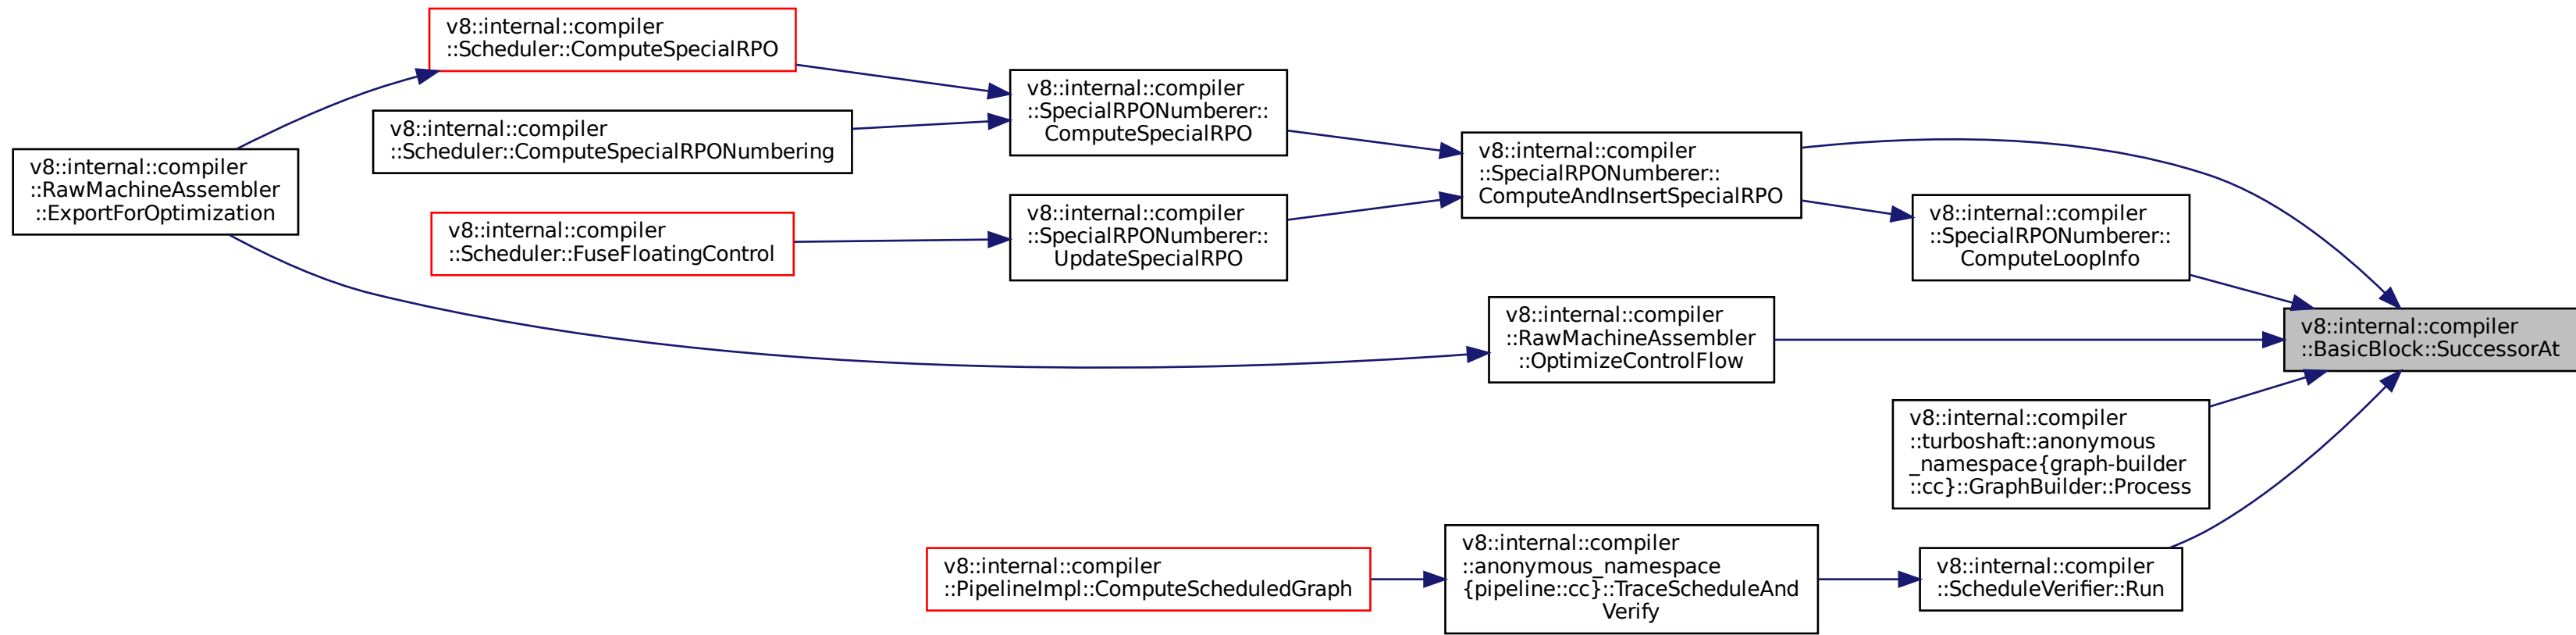 v8::internal::compiler
::Scheduler::ComputeSpecialRPO
v8::internal::compiler
::Scheduler::ComputeSpecialRPONumbering
v8::internal::compiler
::RawMachineAssembler
::ExportForOptimization
v8::internal::compiler
::Scheduler::FuseFloatingControl
v8::internal::compiler
::SpecialRPONumberer::
ComputeSpecialRPO
v8::internal::compiler
::SpecialRPONumberer::
UpdateSpecialRPO
v8::internal::compiler
::SpecialRPONumberer::
ComputeAndInsertSpecialRPO
v8::internal::compiler
::SpecialRPONumberer::
ComputeLoopInfo
v8::internal::compiler
::RawMachineAssembler
::OptimizeControlFlow
v8::internal::compiler
::BasicBlock::SuccessorAt
v8::internal::compiler
::turboshaft::anonymous
_namespace{graph-builder
::cc}::GraphBuilder::Process
v8::internal::compiler
::PipelineImpl::ComputeScheduledGraph
v8::internal::compiler
::anonymous_namespace
{pipeline::cc}::TraceScheduleAnd
Verify
v8::internal::compiler
::ScheduleVerifier::Run